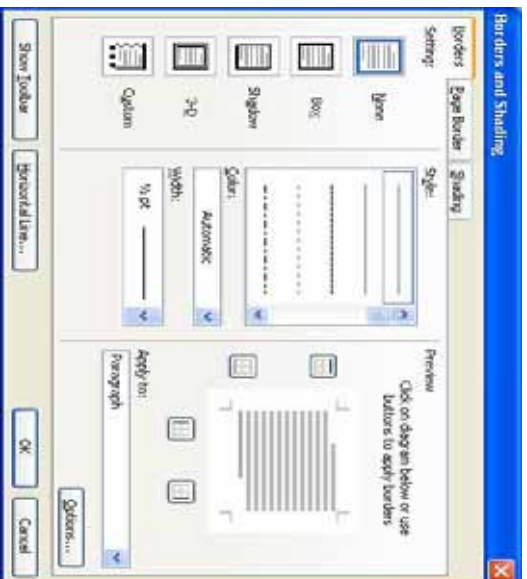 Borders and Shading
Borders
Page Border
Shading
Setting:
None
Box
Shadow
3-D
Custom
Style:
Color:
Automatic
Width:
½ pt
Preview
Click on diagram below or use
buttons to apply borders
Apply to:
Paragraph
Options...
Show Toolbar
Horizontal Line...
OK
Cancel